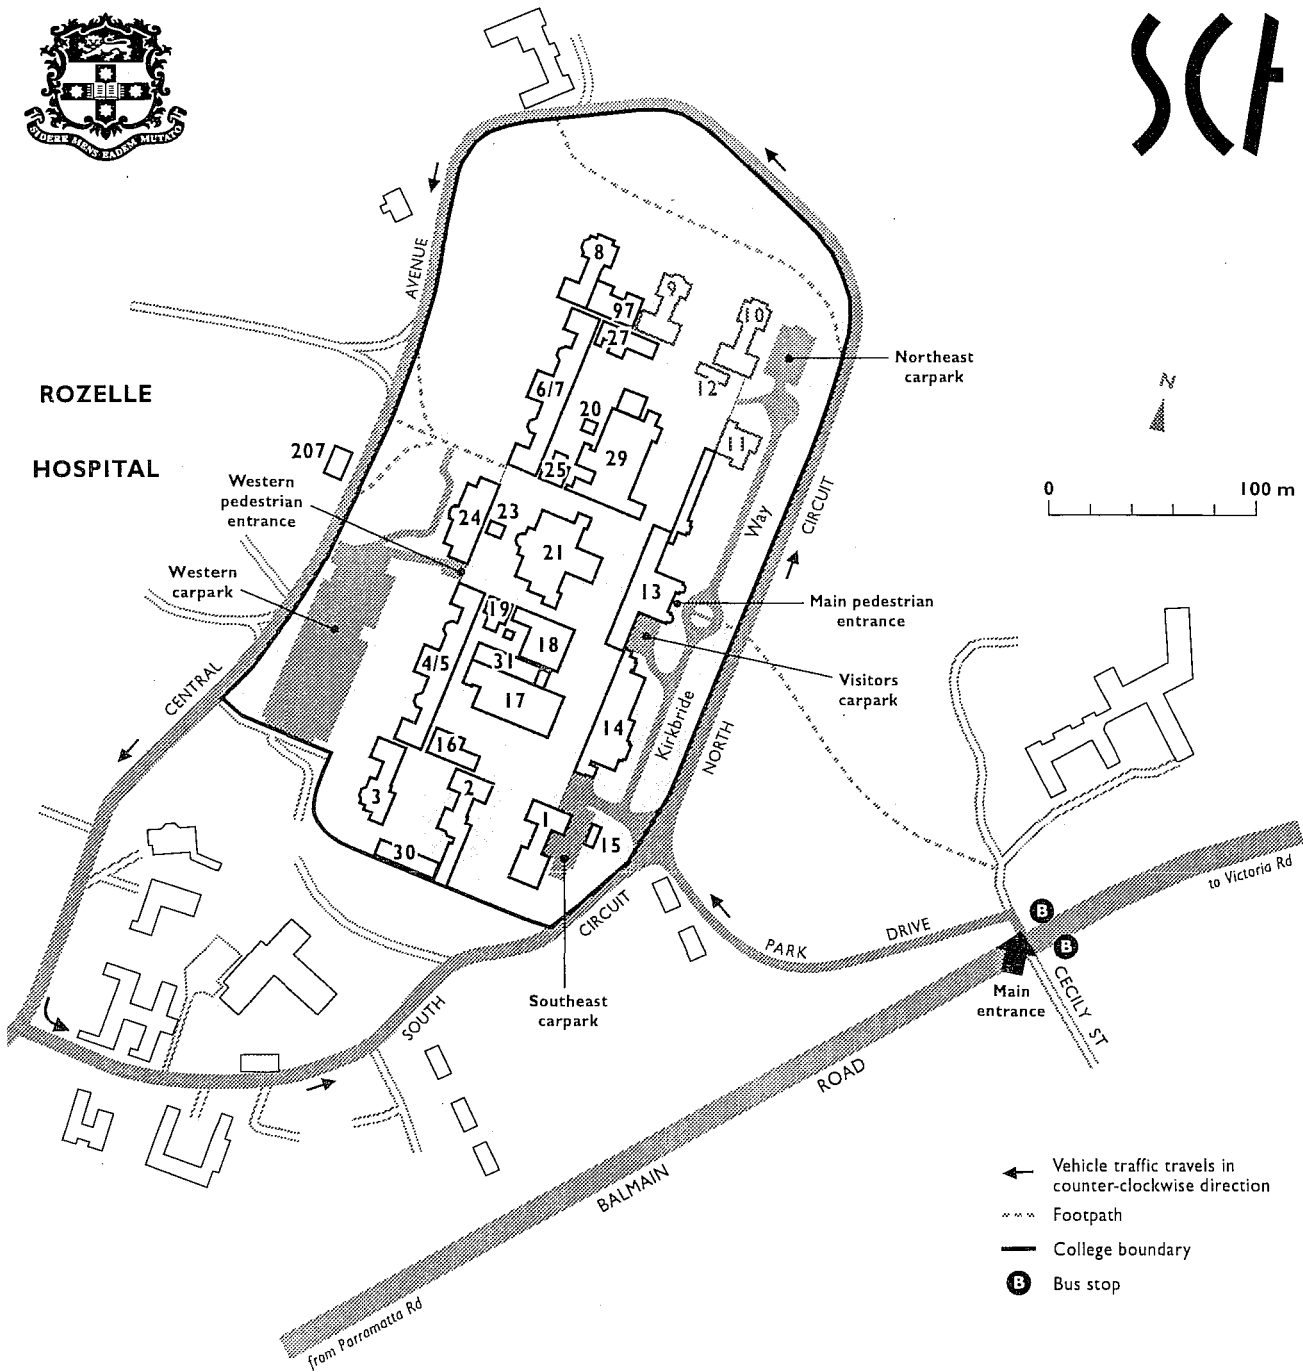 SIDERE MENS EADEM MUTATO
SCA
8
9
97
27
10
12
Northeast
carpark
AVENUE
N
ROZELLE
HOSPITAL
6/7
20
29
25
11
207
Western
pedestrian
entrance
24
23
21
Way
CIRCUIT
0 100 m
Western
carpark
13
Main pedestrian
entrance
19
18
31
4/5
17
Visitors
carpark
CENTRAL
14
Kirkbride
NORTH
16
3
2
1
15
30
CIRCUIT
to Victoria Rd
B
B
PARK DRIVE
Main
entrance
CECILY ST
Southeast
carpark
SOUTH
BALMAIN ROAD
from Parramatta Rd
Vehicle traffic travels in
counter-clockwise direction
Footpath
College boundary
B Bus stop